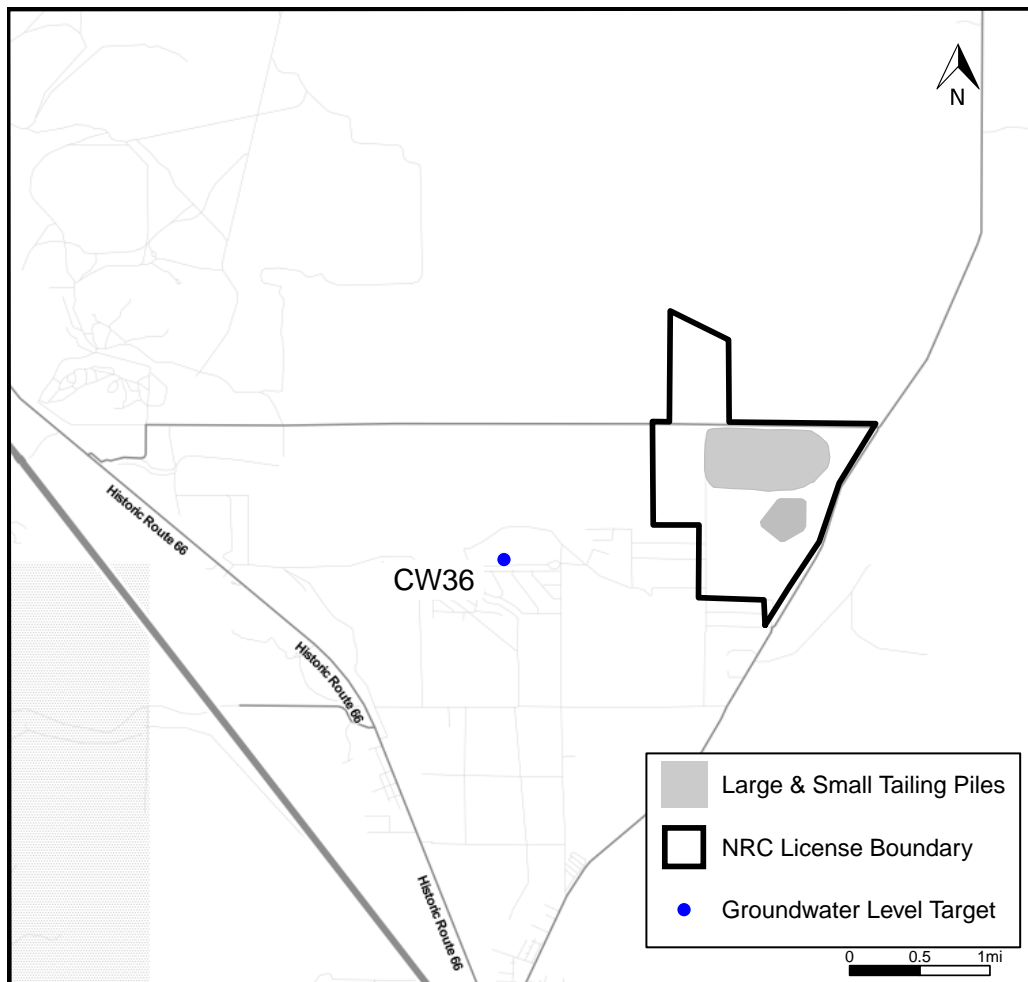 N
Historic Route 66
CW36
Historic Route 66
Large & Small Tailing Piles
NRC License Boundary
Historic Route 66
Groundwater Level Target
0 0.5 1mi